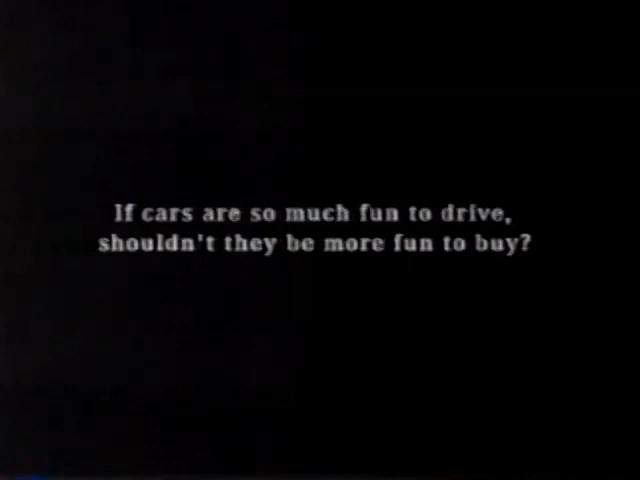 If cars are so much fun to drive,
shouldn't they be more fun to buy?